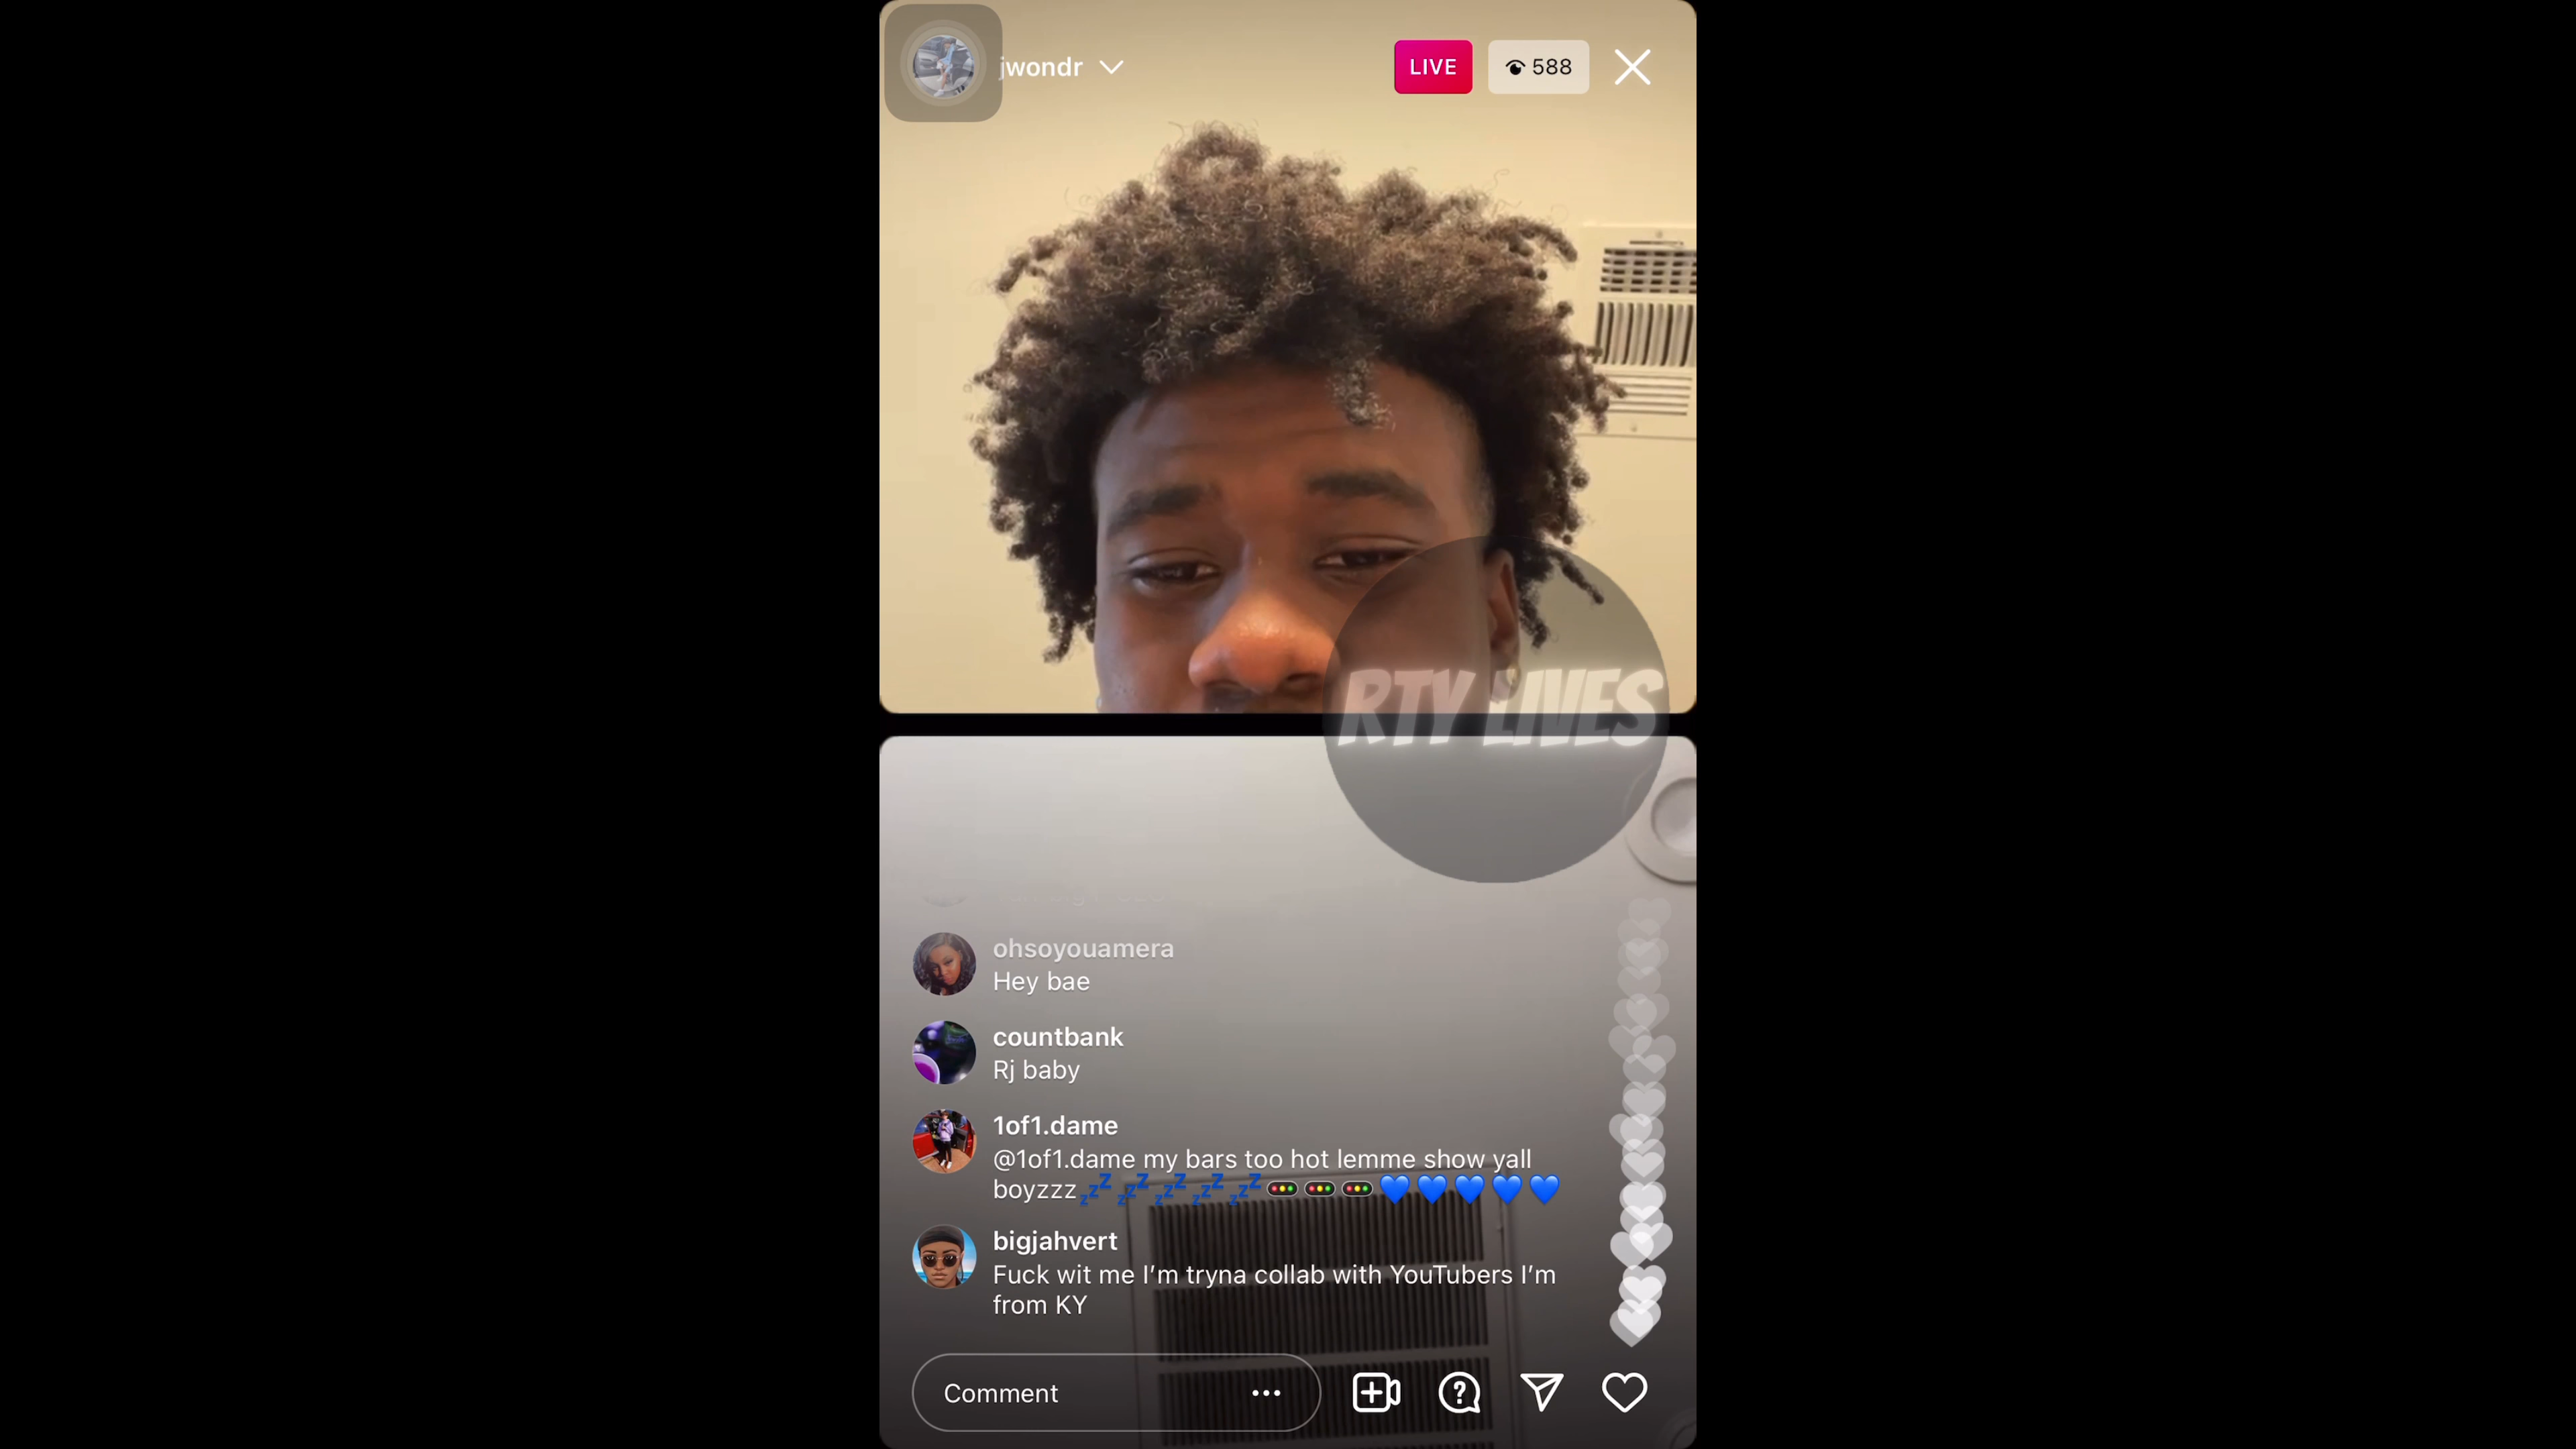 jwondr
LIVE
588
RTY LIVES
ohsoyouamera
Hey bae
countbank
Rj baby
1of1.dame
@1of1.dame my bars too hot lemme show yall
boyzzz💤💤💤💤💤🚥🚥🚥💙💙💙💙💙
bigjahvert
Fuck wit me I’m tryna collab with YouTubers I’m
from KY
Comment